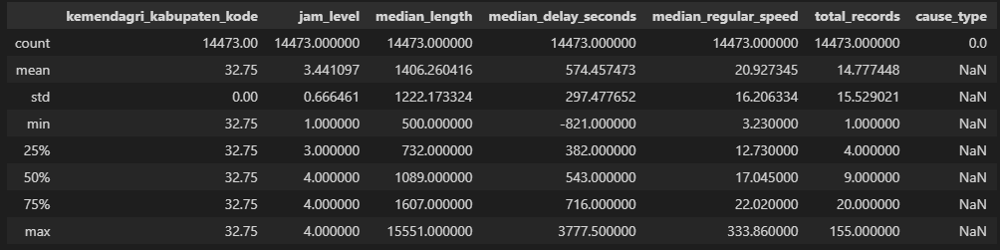 kemendagri_kabupaten_kode jam_level median_length median_delay_seconds median_regular_speed total_records cause_type
count 14473.00 14473.000000 14473.000000 14473.000000 14473.000000 14473.000000 0.0
mean 32.75 3.441097 1406.260416 574.457473 20.927345 14.777448 NaN
std 0.00 0.666461 1222.173324 297.477652 16.206334 15.529021 NaN
min 32.75 1.000000 500.000000 -821.000000 3.230000 1.000000 NaN
25% 32.75 3.000000 732.000000 382.000000 12.730000 4.000000 NaN
50% 32.75 4.000000 1089.000000 543.000000 17.045000 9.000000 NaN
75% 32.75 4.000000 1607.000000 716.000000 22.020000 20.000000 NaN
max 32.75 4.000000 15551.000000 3777.500000 333.860000 155.000000 NaN